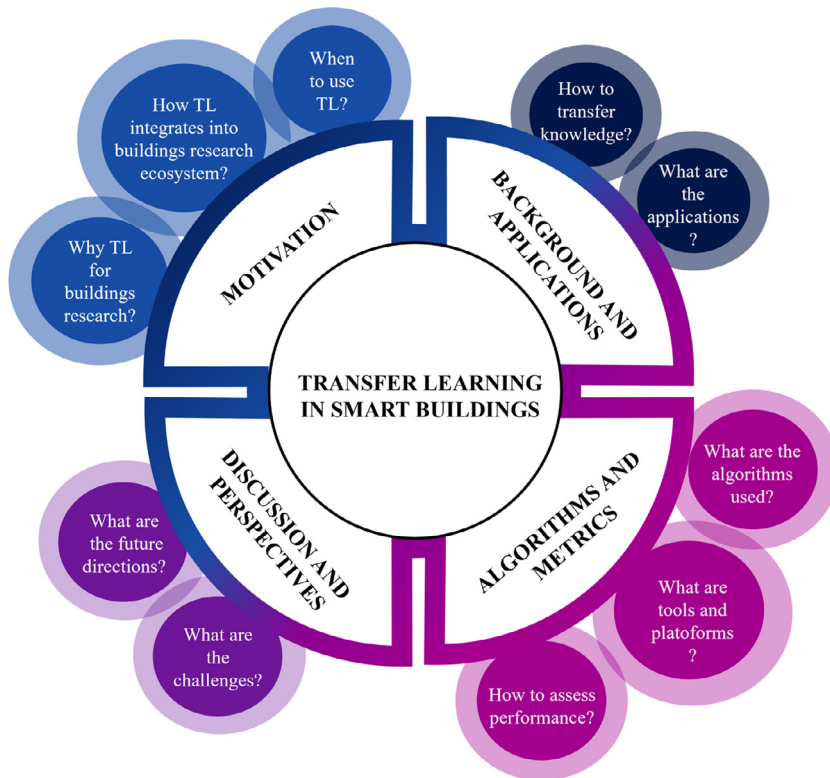 When
to use
TL?
How TL
integrates into
buildings research
ecosystem?
Why TL
for
buildings
research?
MOTIVATION
How to
transfer
knowledge?
What are
the
applications
?
BACKGROUND AND
APPLICATIONS
TRANSFER LEARNING
IN SMART BUILDINGS
What are the
algorithms
used?
What are
tools and
platoforms
?
How to assess
performance?
ALGORITHMS AND
METRICS
DISCUSSION AND
PERSPECTIVES
What are
the future
directions?
What are
the
challenges?